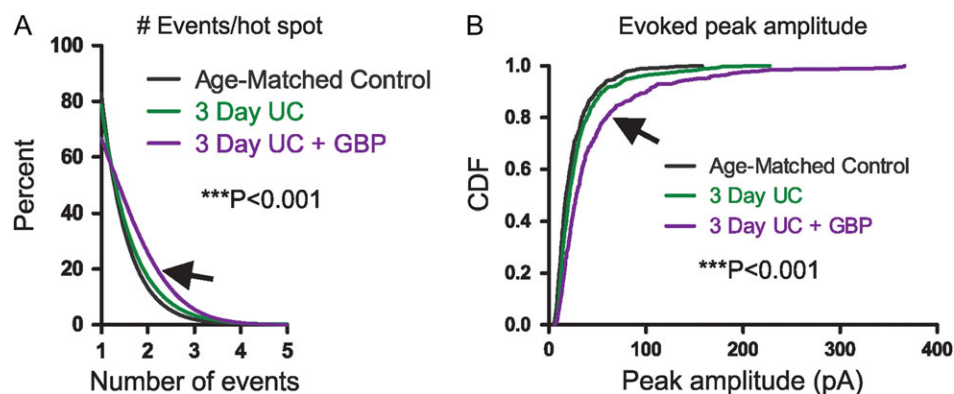 A
# Events/hot spot
100
80
60
40
20
0
Percent
Age-Matched Control
3 Day UC
3 Day UC + GBP
***P<0.001
1 2 3 4 5
Number of events
B
Evoked peak amplitude
1.0
0.8
0.6
0.4
0.2
0.0
CDF
Age-Matched Control
3 Day UC
3 Day UC + GBP
***P<0.001
0 100 200 300 400
Peak amplitude (pA)